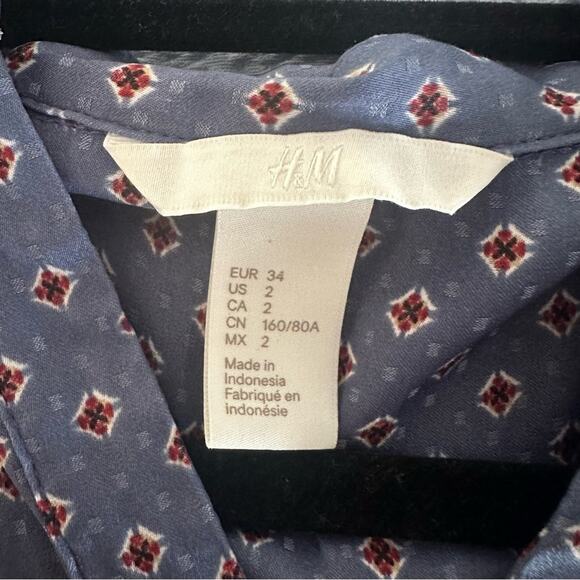 H&M
EUR 34
US 2
CA 2
CN 160/80A
MX 2
Made in
Indonesia
Fabriqué en
indonésie